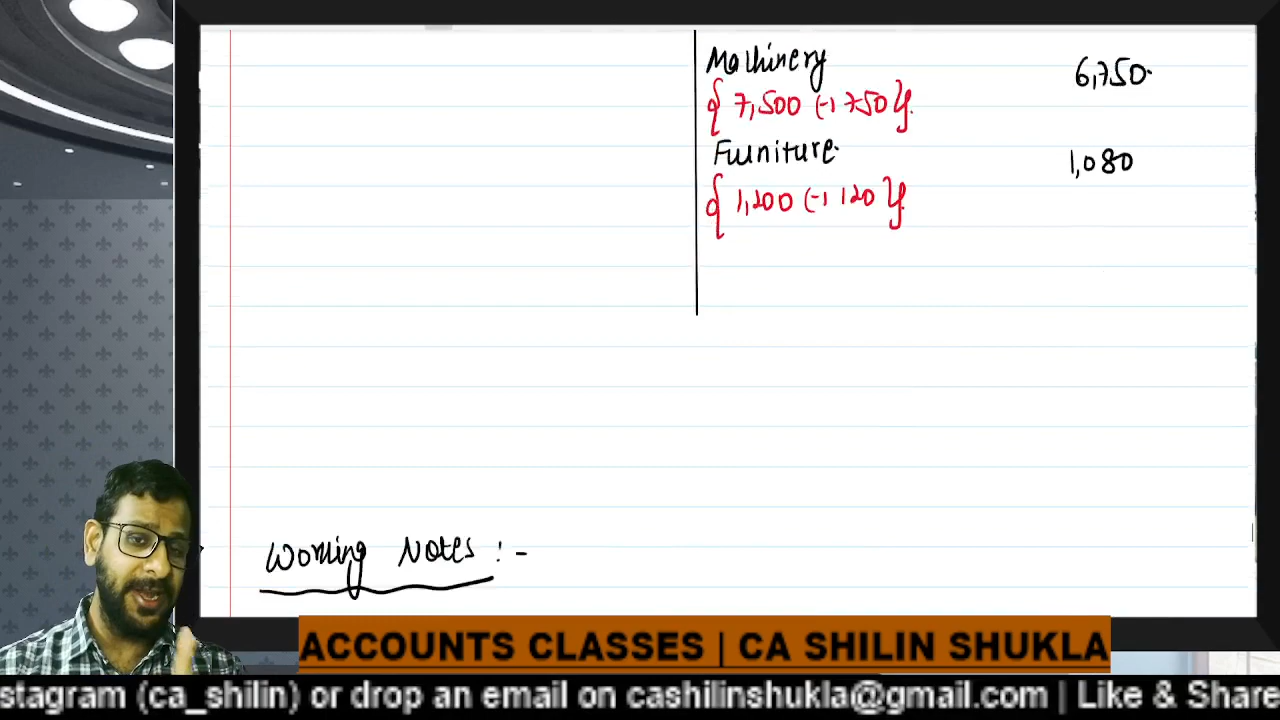 Machinery 6,750
{ 7,500 (-) 750 }
Furniture 1,080
{ 1,200 (-) 120 }
Working Notes :-
ACCOUNTS CLASSES | CA SHILIN SHUKLA
stagram (ca_shilin) or drop an email on cashilinshukla@gmail.com | Like & Share